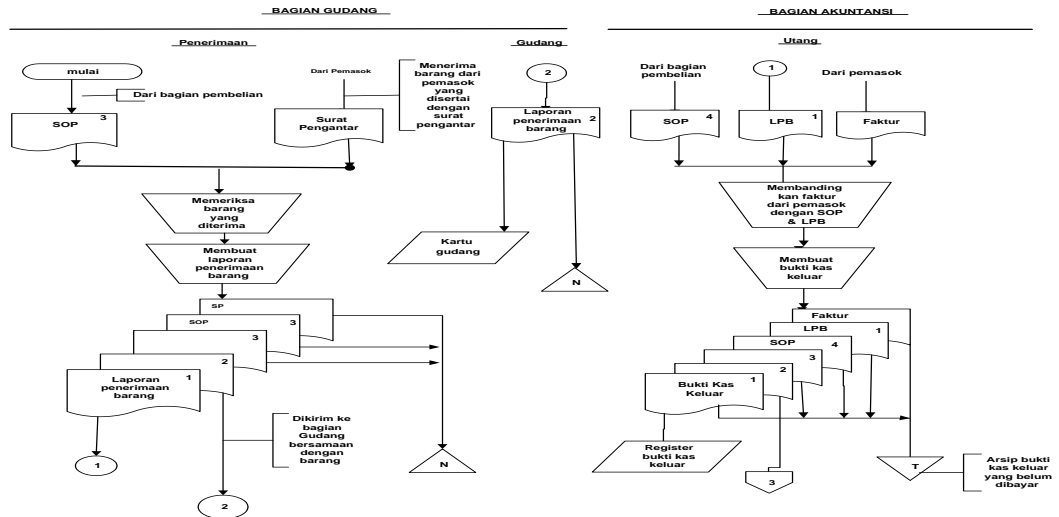 BAGIAN GUDANG
Penerimaan
Gudang
mulai
Dari bagian pembelian
SOP
3
Dari Pemasok
Surat
Pengantar
Menerima
barang dari
pemasok
yang
disertai
dengan
surat
pengantar
Memeriksa
barang
yang
diterima
Membuat
laporan
penerimaan
barang
SP
SOP
3
3
2
Laporan
penerimaan
barang
1
1
Dikirim ke
bagian
Gudang
bersamaan
dengan
barang
2
N
2
Laporan
penerimaan
barang
2
Kartu
gudang
N
BAGIAN AKUNTANSI
Utang
Dari bagian
pembelian
1
Dari pemasok
SOP
4
LPB
1
Faktur
Membanding
kan faktur
dari pemasok
dengan SOP
& LPB
Membuat
bukti kas
keluar
Faktur
LPB
1
SOP
4
3
2
Bukti Kas
Keluar
1
Register
bukti kas
keluar
3
T
Arsip bukti
kas keluar
yang belum
dibayar